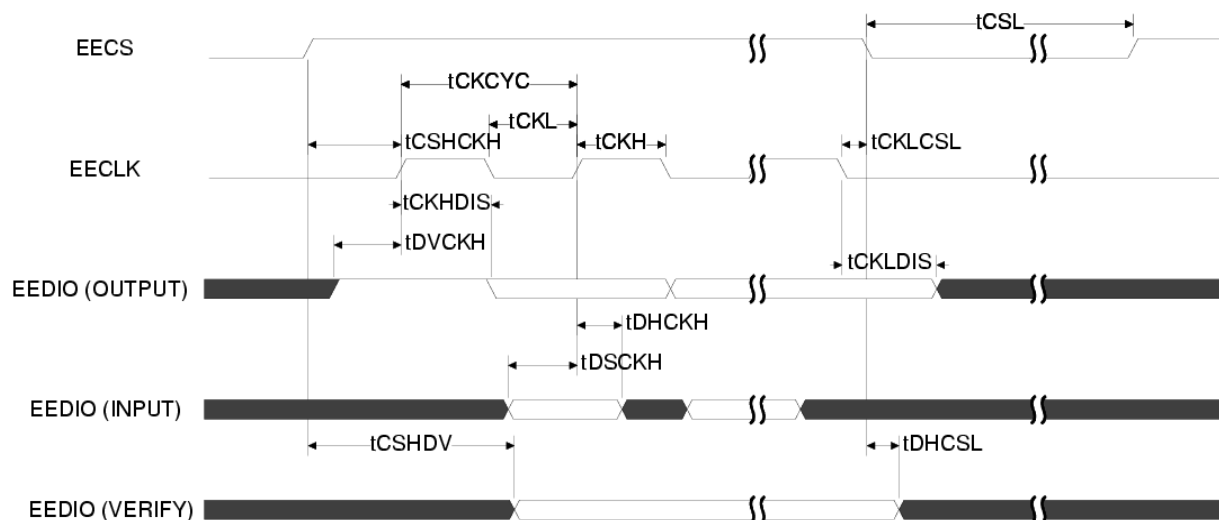 tCSL
EECS
tCKCYC
tCKL
tCSHCKH
tCKH
tCKLCSL
EECLK
tCKHDIS
tDVCKH
tCKLDIS
EEDIO (OUTPUT)
tDHCKH
tDSCKH
EEDIO (INPUT)
tCSHDV
tDHCSL
EEDIO (VERIFY)